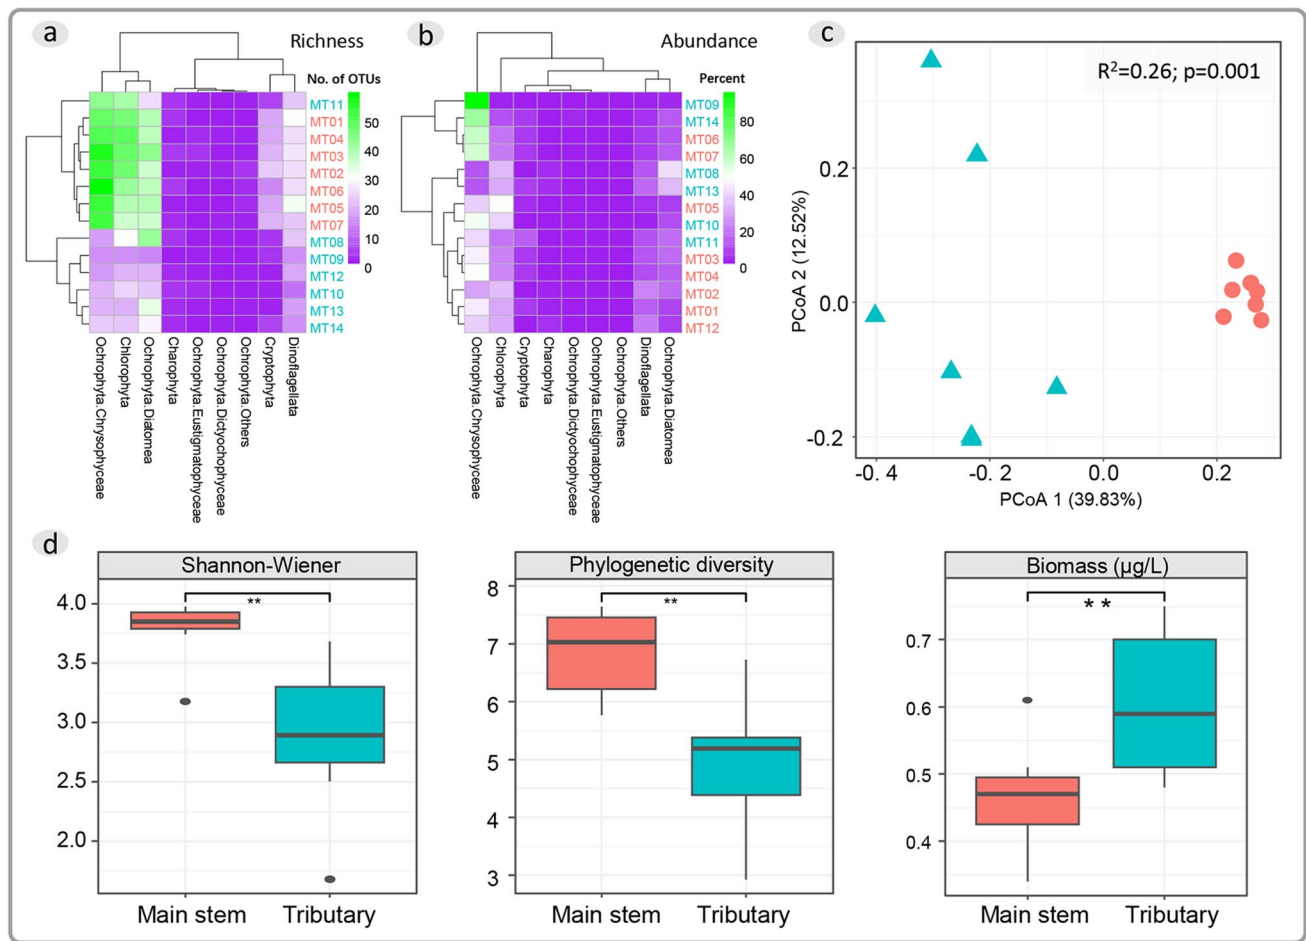 a
Richness
No. of OTUs
MT11
MT01
MT04
MT03
MT02
MT06
MT05
MT07
MT08
MT09
MT12
MT10
MT13
MT14
50
40
30
20
10
0
Ochrophyta.Chrysophyceae
Chlorophyta
Ochrophyta.Diatomea
Charophyta
Ochrophyta.Eustigmatophyceae
Ochrophyta.Dictyochophyceae
Ochrophyta.Others
Cryptophyta
Dinoflagellata
b
Abundance
Percent
MT09
MT14
MT06
MT07
MT08
MT13
MT05
MT10
MT11
MT03
MT04
MT02
MT01
MT12
80
60
40
20
0
Ochrophyta.Chrysophyceae
Chlorophyta
Cryptophyta
Charophyta
Ochrophyta.Dictyochophyceae
Ochrophyta.Eustigmatophyceae
Ochrophyta.Others
Dinoflagellata
Ochrophyta.Diatomea
c
R²=0.26; p=0.001
PCoA 2 (12.52%)
0.2
0.0
-0.2
-0.4 -0.2 0.0 0.2
PCoA 1 (39.83%)
d
Shannon-Wiener
**
4.0
3.5
3.0
2.5
2.0
Main stem Tributary
Phylogenetic diversity
**
8
7
6
5
4
3
Main stem Tributary
Biomass (µg/L)
**
0.7
0.6
0.5
0.4
Main stem Tributary